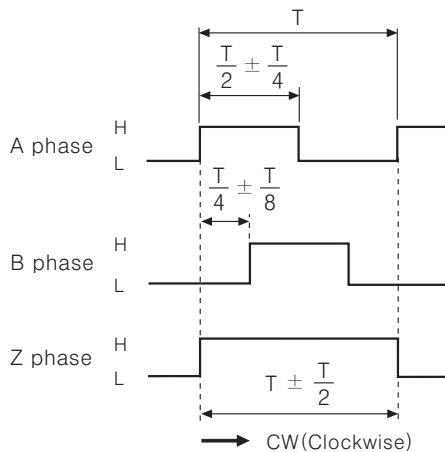 T
T/2 ± T/4
H
A phase
L
T/4 ± T/8
H
B phase
L
H
Z phase
L
T ± T/2
CW(Clockwise)